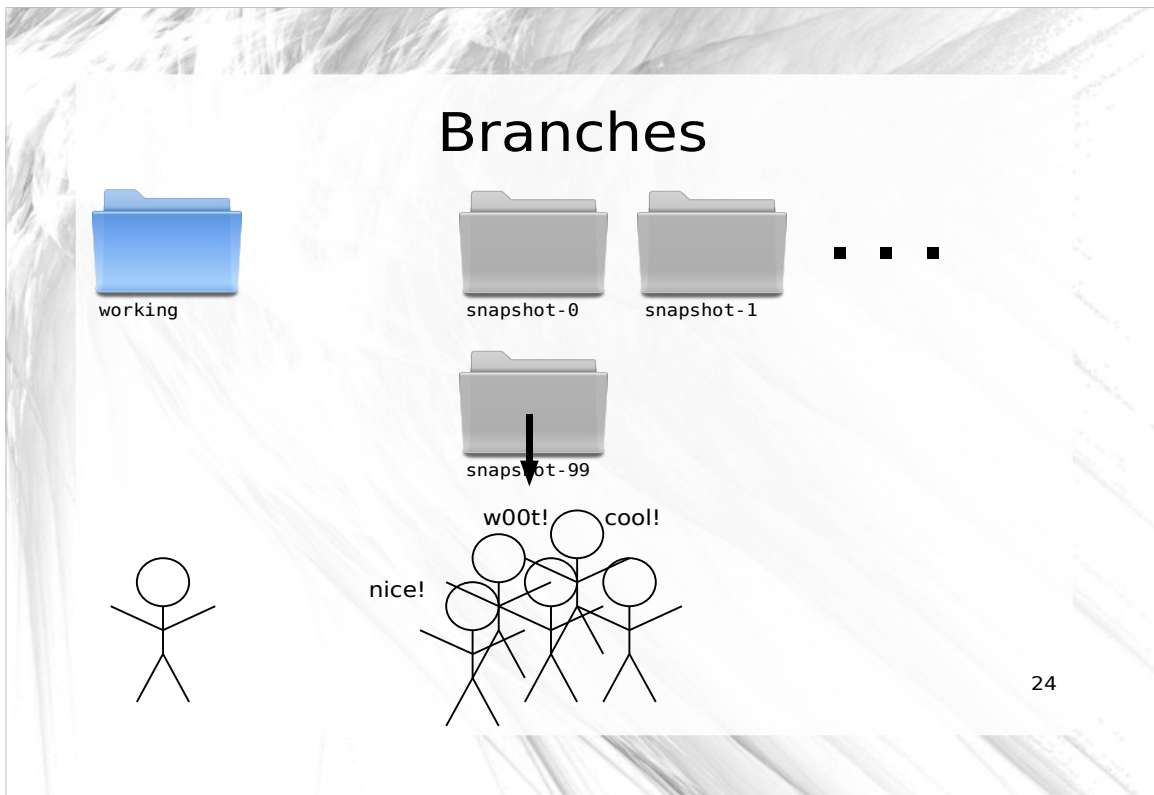 Branches
working
snapshot-0
snapshot-1
. . .
snapshot-99
w00t!
cool!
nice!
24